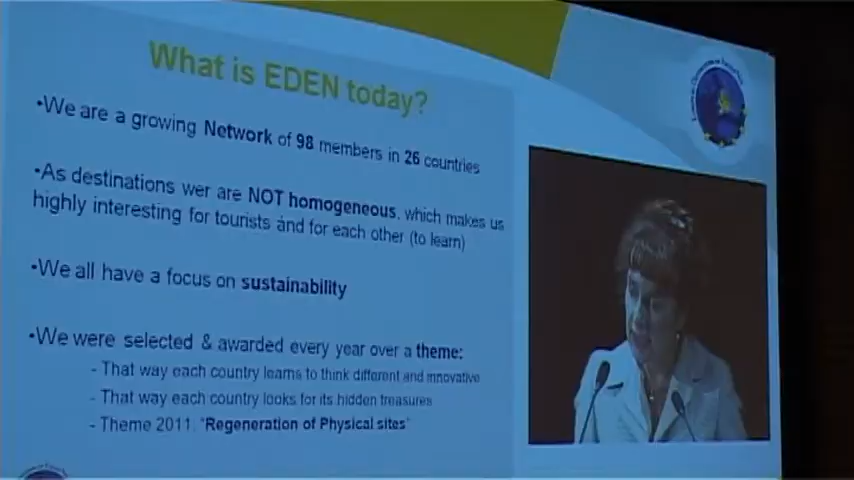 What is EDEN today?
•We are a growing Network of 98 members in 26 countries
•As destinations wer are NOT homogeneous, which makes us
highly interesting for tourists and for each other (to learn)
•We all have a focus on sustainability
•We were selected & awarded every year over a theme:
- That way each country learns to think different and innovative
- That way each country looks for its hidden treasures
- Theme 2011. "Regeneration of Physical sites"